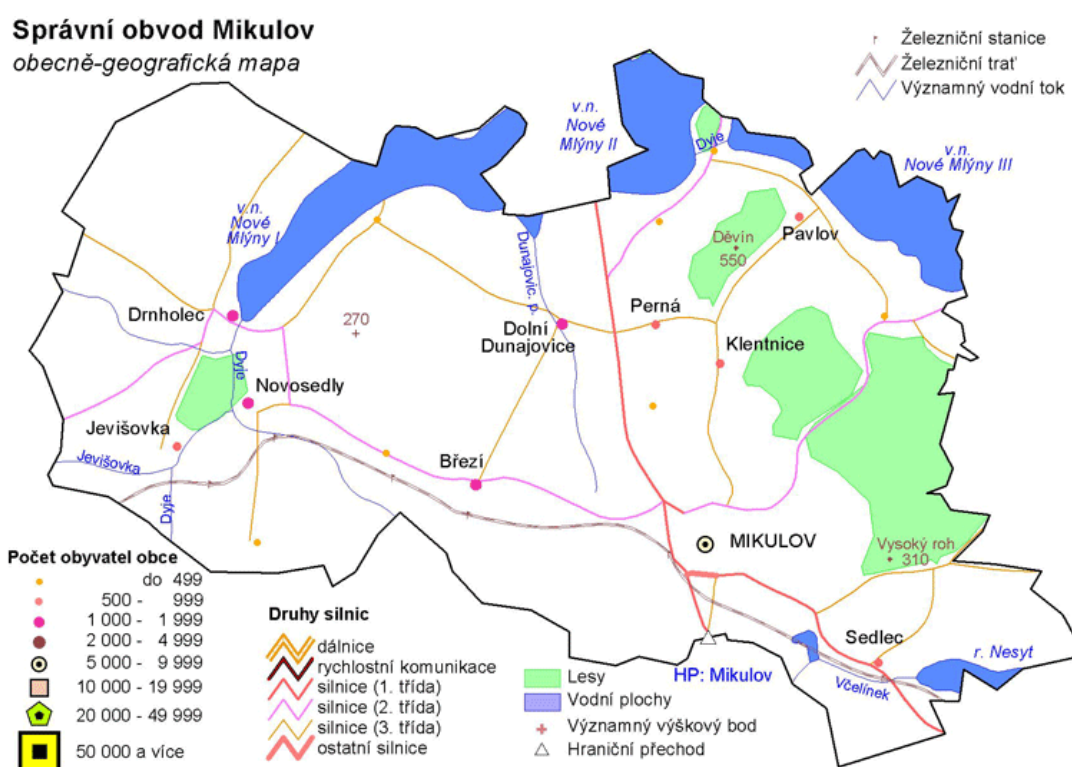 Správní obvod Mikulov
obecně-geografická mapa
Železniční stanice
Železniční trať
Významný vodní tok
v.n.
Nové
Mlýny II
Dyje
v.n.
Nové Mlýny III
v.n.
Nové
Mlýny I
Dunajovic. p.
Děvín
550
Pavlov
Drnholec
270
Dolní
Dunajovice
Perná
Klentnice
Dyje
Novosedly
Jevišovka
Jevišovka
Březí
Dyje
MIKULOV
Vysoký roh
310
Sedlec
r. Nesyt
Včelínek
HP: Mikulov
Počet obyvatel obce
do 499
500 - 999
1 000 - 1 999
2 000 - 4 999
5 000 - 9 999
10 000 - 19 999
20 000 - 49 999
50 000 a více
Druhy silnic
dálnice
rychlostní komunikace
silnice (1. třída)
silnice (2. třída)
silnice (3. třída)
ostatní silnice
Lesy
Vodní plochy
Významný výškový bod
Hraniční přechod